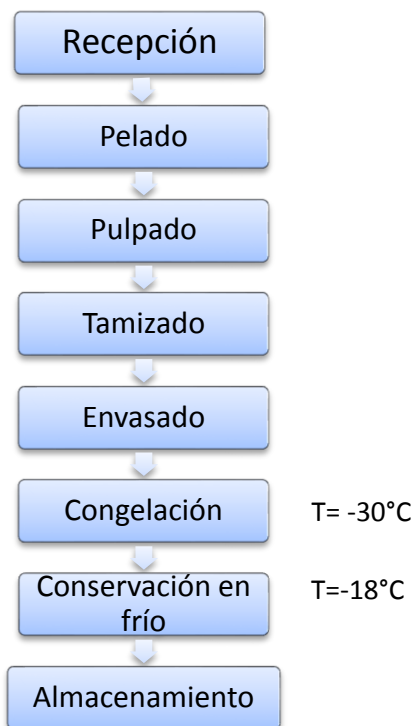 Recepción
Pelado
Pulpado
Tamizado
Envasado
Congelación
T= -30°C
Conservación en
frío
T=-18°C
Almacenamiento